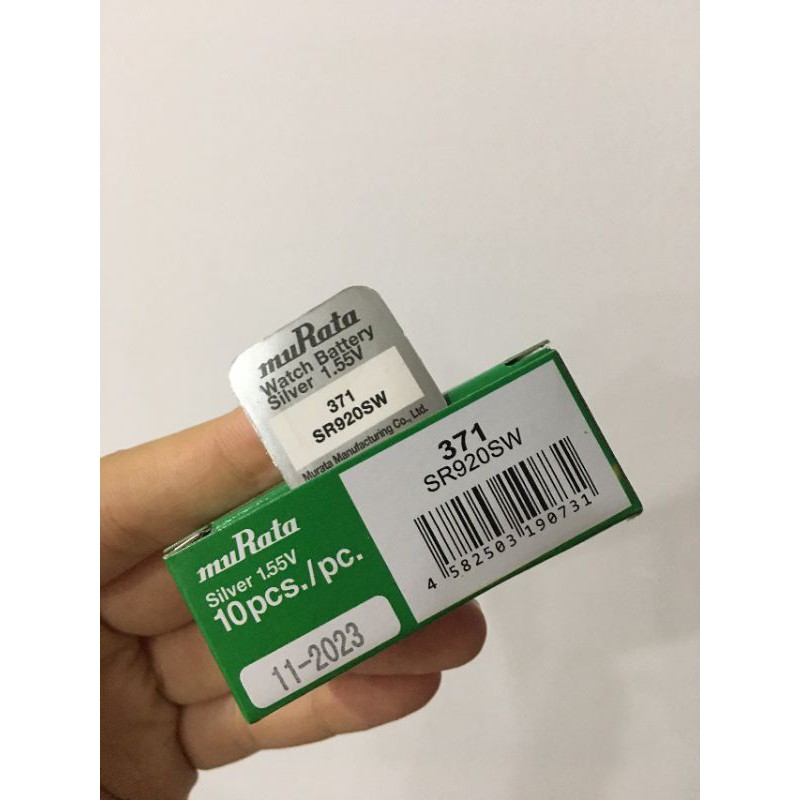 muRata
Watch Battery
Silver 1.55V
371
SR920SW
Murata Manufacturing Co., Ltd.
371
SR920SW
4 582503 190731
muRata
Silver 1.55V
10pcs./pc.
11-2023